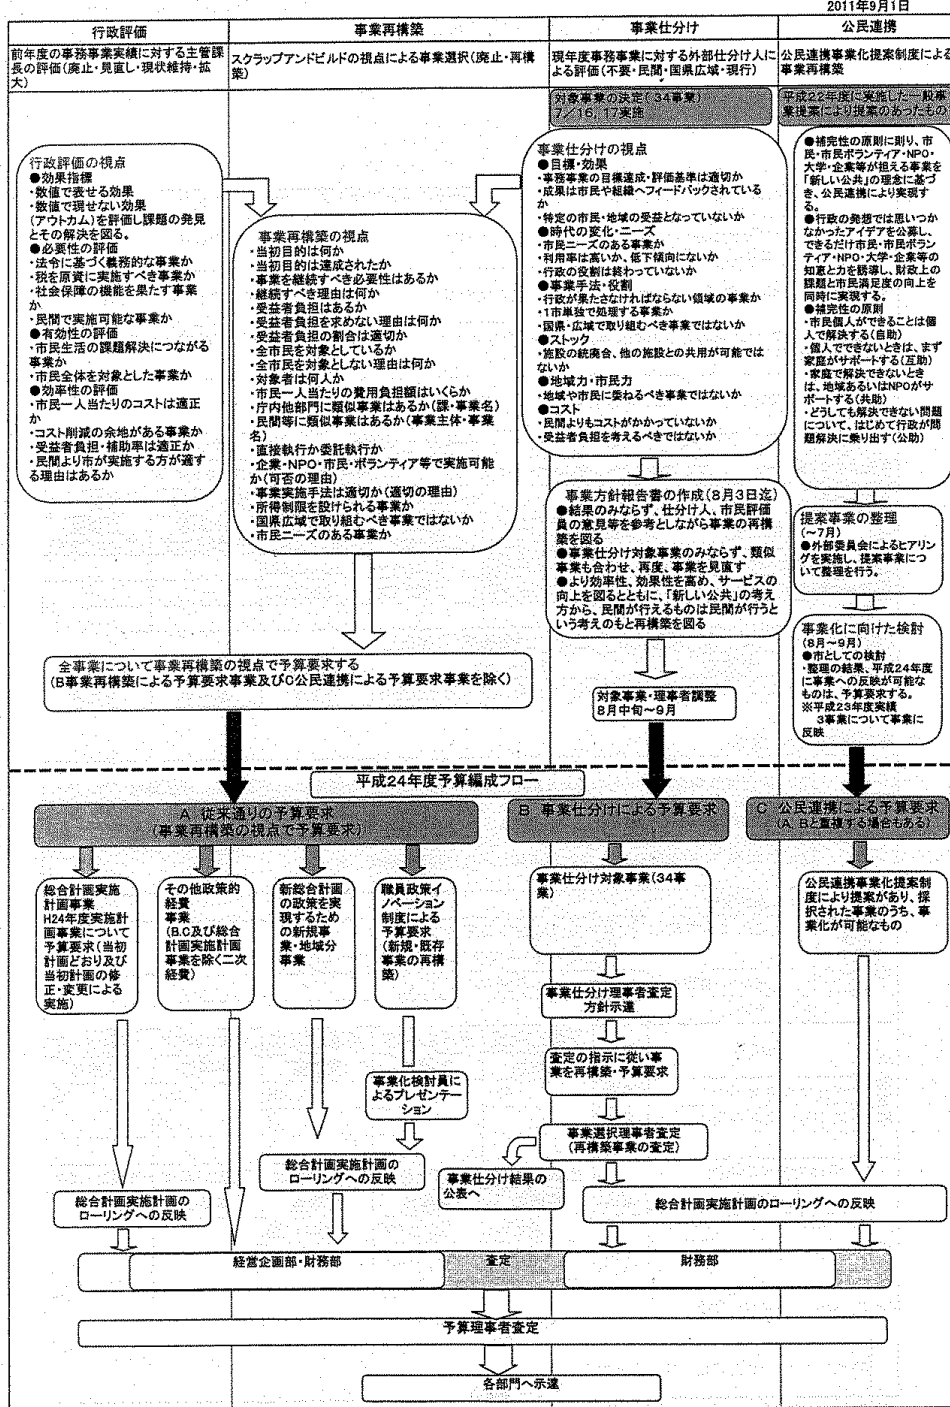 2011年9月1日
行政評価
事業再構築
事業仕分け
公民連携
前年度の事務事業実績に対する主管課
長の評価(廃止・見直し・現状維持・拡
大)
スクラップアンドビルドの視点による事業選択(廃止・再構
築)
現年度事務事業に対する外部仕分け人
による評価(不要・民間・国県広域・現行)
公民連携事業化提案制度による
事業再構築
対象事業の決定(34事業)
7/16, 17実施
平成22年度に実施した一般事
業提案により提案のあったもの
行政評価の視点
●効果指標
・数値で表せる効果
・数値で現せない効果
(アウトカム)を評価し課題の発見
とその解決を図る。
●必要性の評価
・法令に基づく義務的な事業か
・税を原資に実施すべき事業か
・社会保障の機能を果たす事業
か
・民間で実施可能な事業か
●有効性の評価
・市民生活の課題解決につながる
事業か
・市民全体を対象とした事業か
●効率性の評価
・市民一人当たりのコストは適正
か
・コスト削減の余地がある事業か
・受益者負担・補助率は適正か
・民間より市が実施する方が適す
る理由はあるか
事業再構築の視点
・当初目的は何か
・当初目的は達成されたか
・事業を継続すべき必要性はあるか
・継続すべき理由は何か
・受益者負担はあるか
・受益者負担を求めない理由は何か
・受益者負担の割合は適切か
・全市民を対象としているか
・全市民を対象としない理由は何か
・対象者は何人か
・市民一人当たりの費用負担額はいくらか
・庁内他部門に類似事業はあるか(課・事業名)
・民間等に類似事業はあるか(事業主体・事業
名)
・直接執行か委託執行か
・企業・NPO・市民・ボランティア等で実施可能
か(可否の理由)
・事業実施手法は適切か(適切の理由)
・所得制限を設けられる事業か
・国県広域で取り組むべき事業ではないか
・市民ニーズのある事業か
事業仕分けの視点
●目標・効果
・事務事業の目標達成・評価基準は適切か
・成果は市民や組織へフィードバックされている
か
・特定の市民・地域の受益となっていないか
●時代の変化・ニーズ
・市民ニーズのある事業か
・利用率は高いか、低下傾向にないか
・行政の役割は終わっていないか
●事業手法・役割
・行政が果たさなければならない領域の事業か
・1市単独で処理する事業か
・国県・広域で取り組むべき事業ではないか
●ストック
・施設の統廃合、他の施設との共用が可能では
ないか
●地域力・市民力
・地域や市民に委ねるべき事業ではないか
●コスト
・民間よりもコストがかかっていないか
・受益者負担を考えるべきではないか
●補完性の原則に則り、市
民・市民ボランティア・NPO・
大学・企業等が担える事業を
「新しい公共」の理念に基づ
き、公民連携により実現す
る。
●行政の発想では思いつか
なかったアイデアを公募し、
できるだけ市民・市民ボラン
ティア・NPO・大学・企業等の
知恵と力を誘導し、財政上の
課題と市民満足度の向上を
同時に実現する。
●補完性の原則
・市民個人ができることは個
人で解決する(自助)
・個人でできないときは、まず
家庭がサポートする(互助)
・家庭で解決できないとき
は、地域あるいはNPOがサ
ポートする(共助)
・どうしても解決できない問題
について、はじめて行政が問
題解決に乗り出す(公助)
事業方針報告書の作成(8月3日迄)
●結果のみならず、仕分け人、市民評価
員の意見等を参考としながら事業の再構
築を図る
●事業仕分け対象事業のみならず、類似
事業も合わせ、再度、事業を見直す
●より効率性、効果性を高め、サービスの
向上を図るとともに、「新しい公共」の考え
方から、民間が行えるものは民間が行うと
いう考えのもと再構築を図る
提案事業の整理
(~7月)
●外部委員会によるヒアリン
グを実施し、提案事業につ
いて整理を行う。
事業化に向けた検討
(8月~9月)
●市としての検討
・整理の結果、平成24年度
に事業への反映が可能な
ものは、予算要求する。
※平成23年度実績
3事業について事業に
反映
全事業について事業再構築の視点で予算要求する
(B事業再構築による予算要求事業及びC公民連携による予算要求事業を除く)
対象事業・理事者調整
8月中旬~9月
平成24年度予算編成フロー
A 従来通りの予算要求
(事業再構築の視点で予算要求)
B 事業仕分けによる予算要求
C 公民連携による予算要求
(A, Bと重複する場合もある)
総合計画実施
計画事業
H24年度実施計
画事業について
予算要求(当初
計画どおり及び
当初計画の修
正・変更による
実施)
その他政策的
経費
事業
(B.C及び総合
計画実施計画
事業を除く二次
経費)
新総合計画
の政策を実
現するため
の新規事
業・地域分
事業
職員政策イ
ノベーション
制度による
予算要求
(新規・既存
事業の再構
築)
事業仕分け対象事業(34事
業)
公民連携事業化提案制
度により提案があり、採
択された事業のうち、事
業化が可能なもの
事業仕分け理事者査定
方針示達
査定の指示に従い事
業を再構築・予算要求
事業化検討員に
よるプレゼンテー
ション
事業選択理事者査定
(再構築事業の査定)
総合計画実施計画の
ローリングへの反映
事業仕分け結果の
公表へ
総合計画実施計画の
ローリングへの反映
総合計画実施計画のローリングへの反映
経営企画部・財務部
査定
財務部
予算理事者査定
各部門へ示達